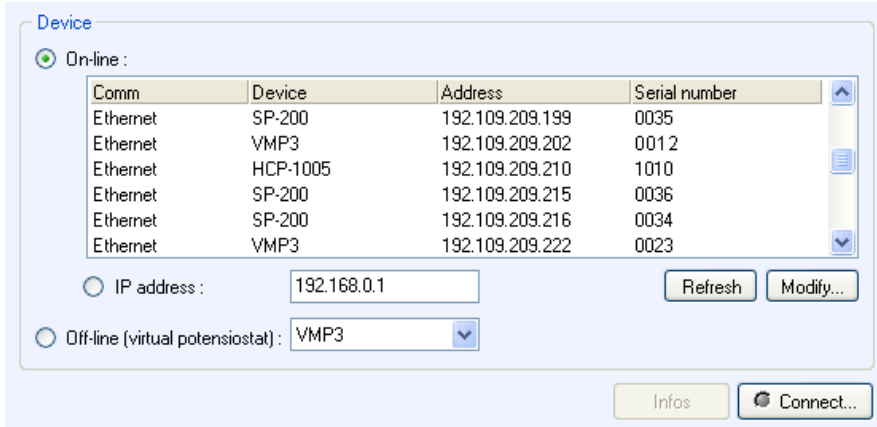 Device
On-line :
Comm Device Address Serial number
Ethernet SP-200 192.109.209.199 0035
Ethernet VMP3 192.109.209.202 0012
Ethernet HCP-1005 192.109.209.210 1010
Ethernet SP-200 192.109.209.215 0036
Ethernet SP-200 192.109.209.216 0034
Ethernet VMP3 192.109.209.222 0023
IP address : 192.168.0.1 Refresh Modify...
Off-line (virtual potensiostat) : VMP3
Infos Connect...